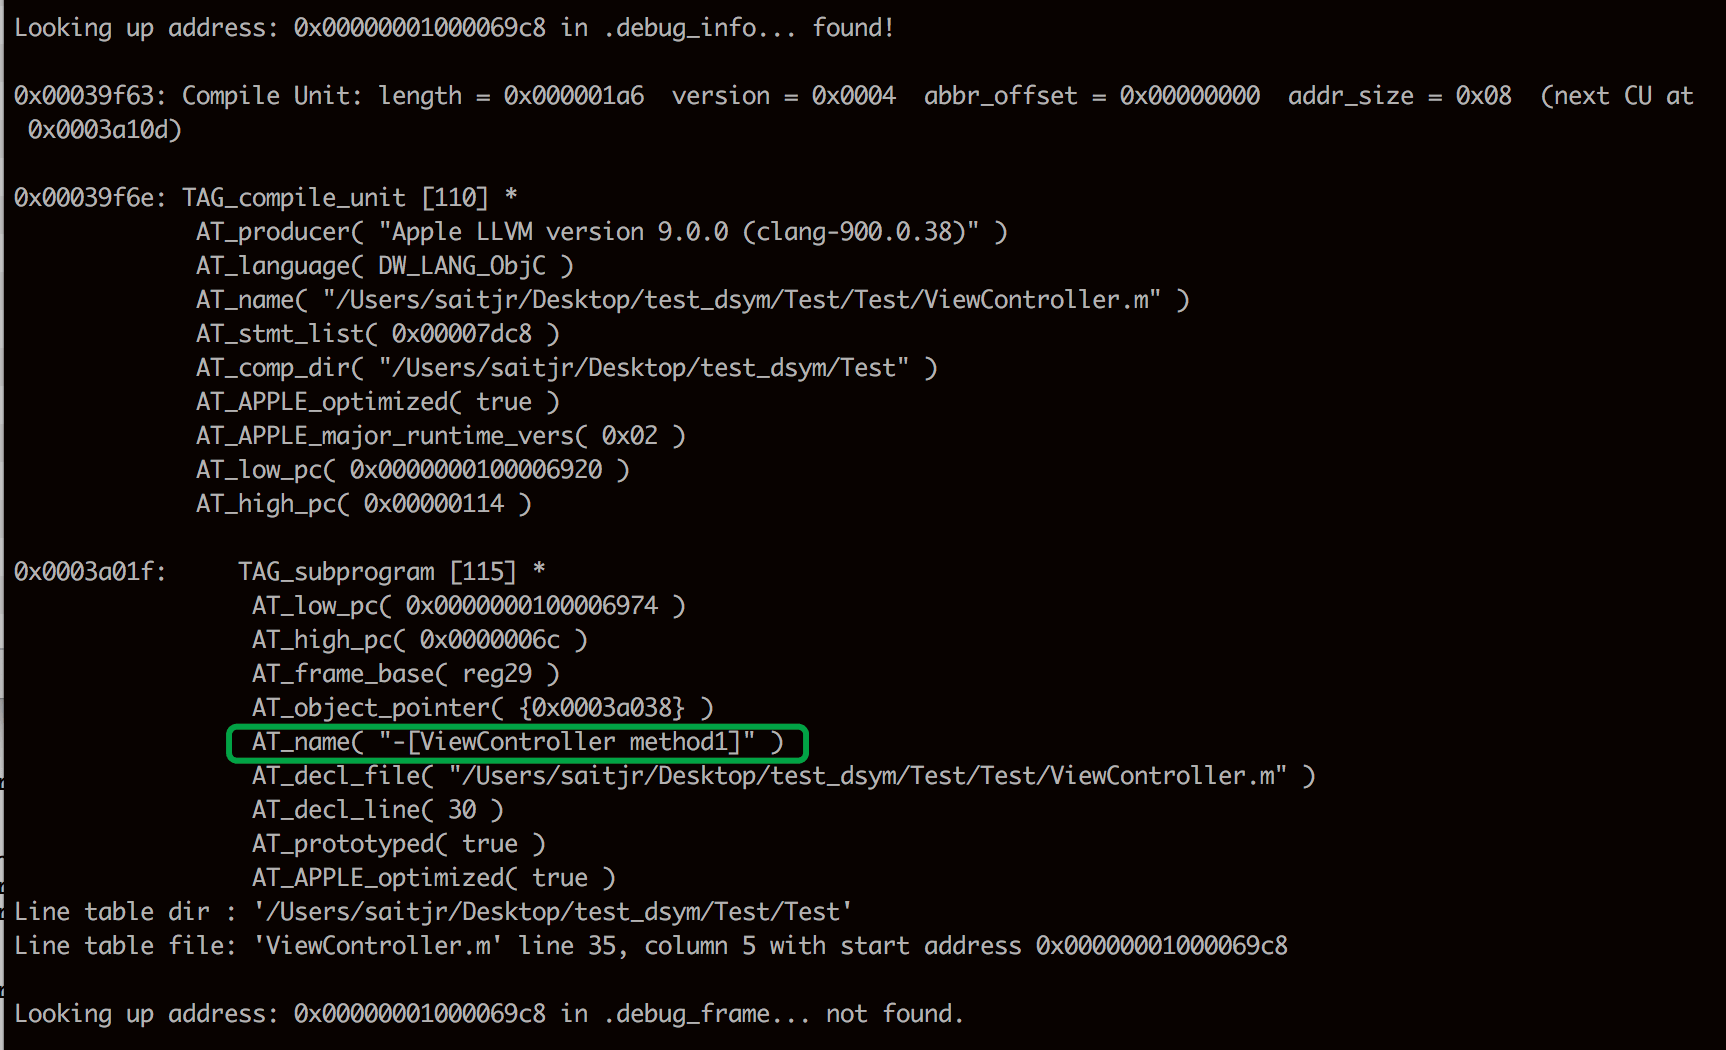 Looking up address: 0x00000001000069c8 in .debug_info... found!
0x00039f63: Compile Unit: length = 0x000001a6  version = 0x0004  abbr_offset = 0x00000000  addr_size = 0x08  (next CU at
 0x0003a10d)
0x00039f6e: TAG_compile_unit [110] *
             AT_producer( "Apple LLVM version 9.0.0 (clang-900.0.38)" )
             AT_language( DW_LANG_ObjC )
             AT_name( "/Users/saitjr/Desktop/test_dsym/Test/Test/ViewController.m" )
             AT_stmt_list( 0x00007dc8 )
             AT_comp_dir( "/Users/saitjr/Desktop/test_dsym/Test" )
             AT_APPLE_optimized( true )
             AT_APPLE_major_runtime_vers( 0x02 )
             AT_low_pc( 0x0000000100006920 )
             AT_high_pc( 0x00000114 )
0x0003a01f:     TAG_subprogram [115] *
                 AT_low_pc( 0x0000000100006974 )
                 AT_high_pc( 0x0000006c )
                 AT_frame_base( reg29 )
                 AT_object_pointer( {0x0003a038} )
                 AT_name( "-[ViewController method1]" )
                 AT_decl_file( "/Users/saitjr/Desktop/test_dsym/Test/Test/ViewController.m" )
                 AT_decl_line( 30 )
                 AT_prototyped( true )
                 AT_APPLE_optimized( true )
Line table dir : '/Users/saitjr/Desktop/test_dsym/Test/Test'
Line table file: 'ViewController.m' line 35, column 5 with start address 0x00000001000069c8
Looking up address: 0x00000001000069c8 in .debug_frame... not found.